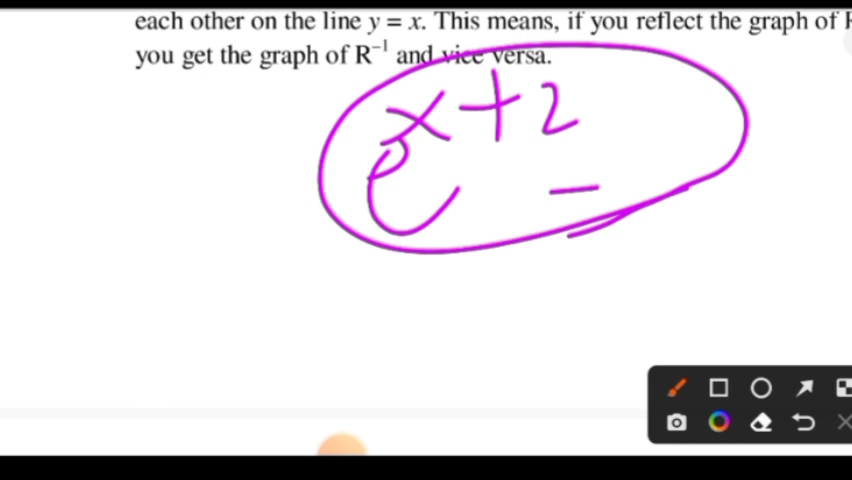 each other on the line y = x. This means, if you reflect the graph of R
you get the graph of R⁻¹ and vice versa.
e^{x+2} –